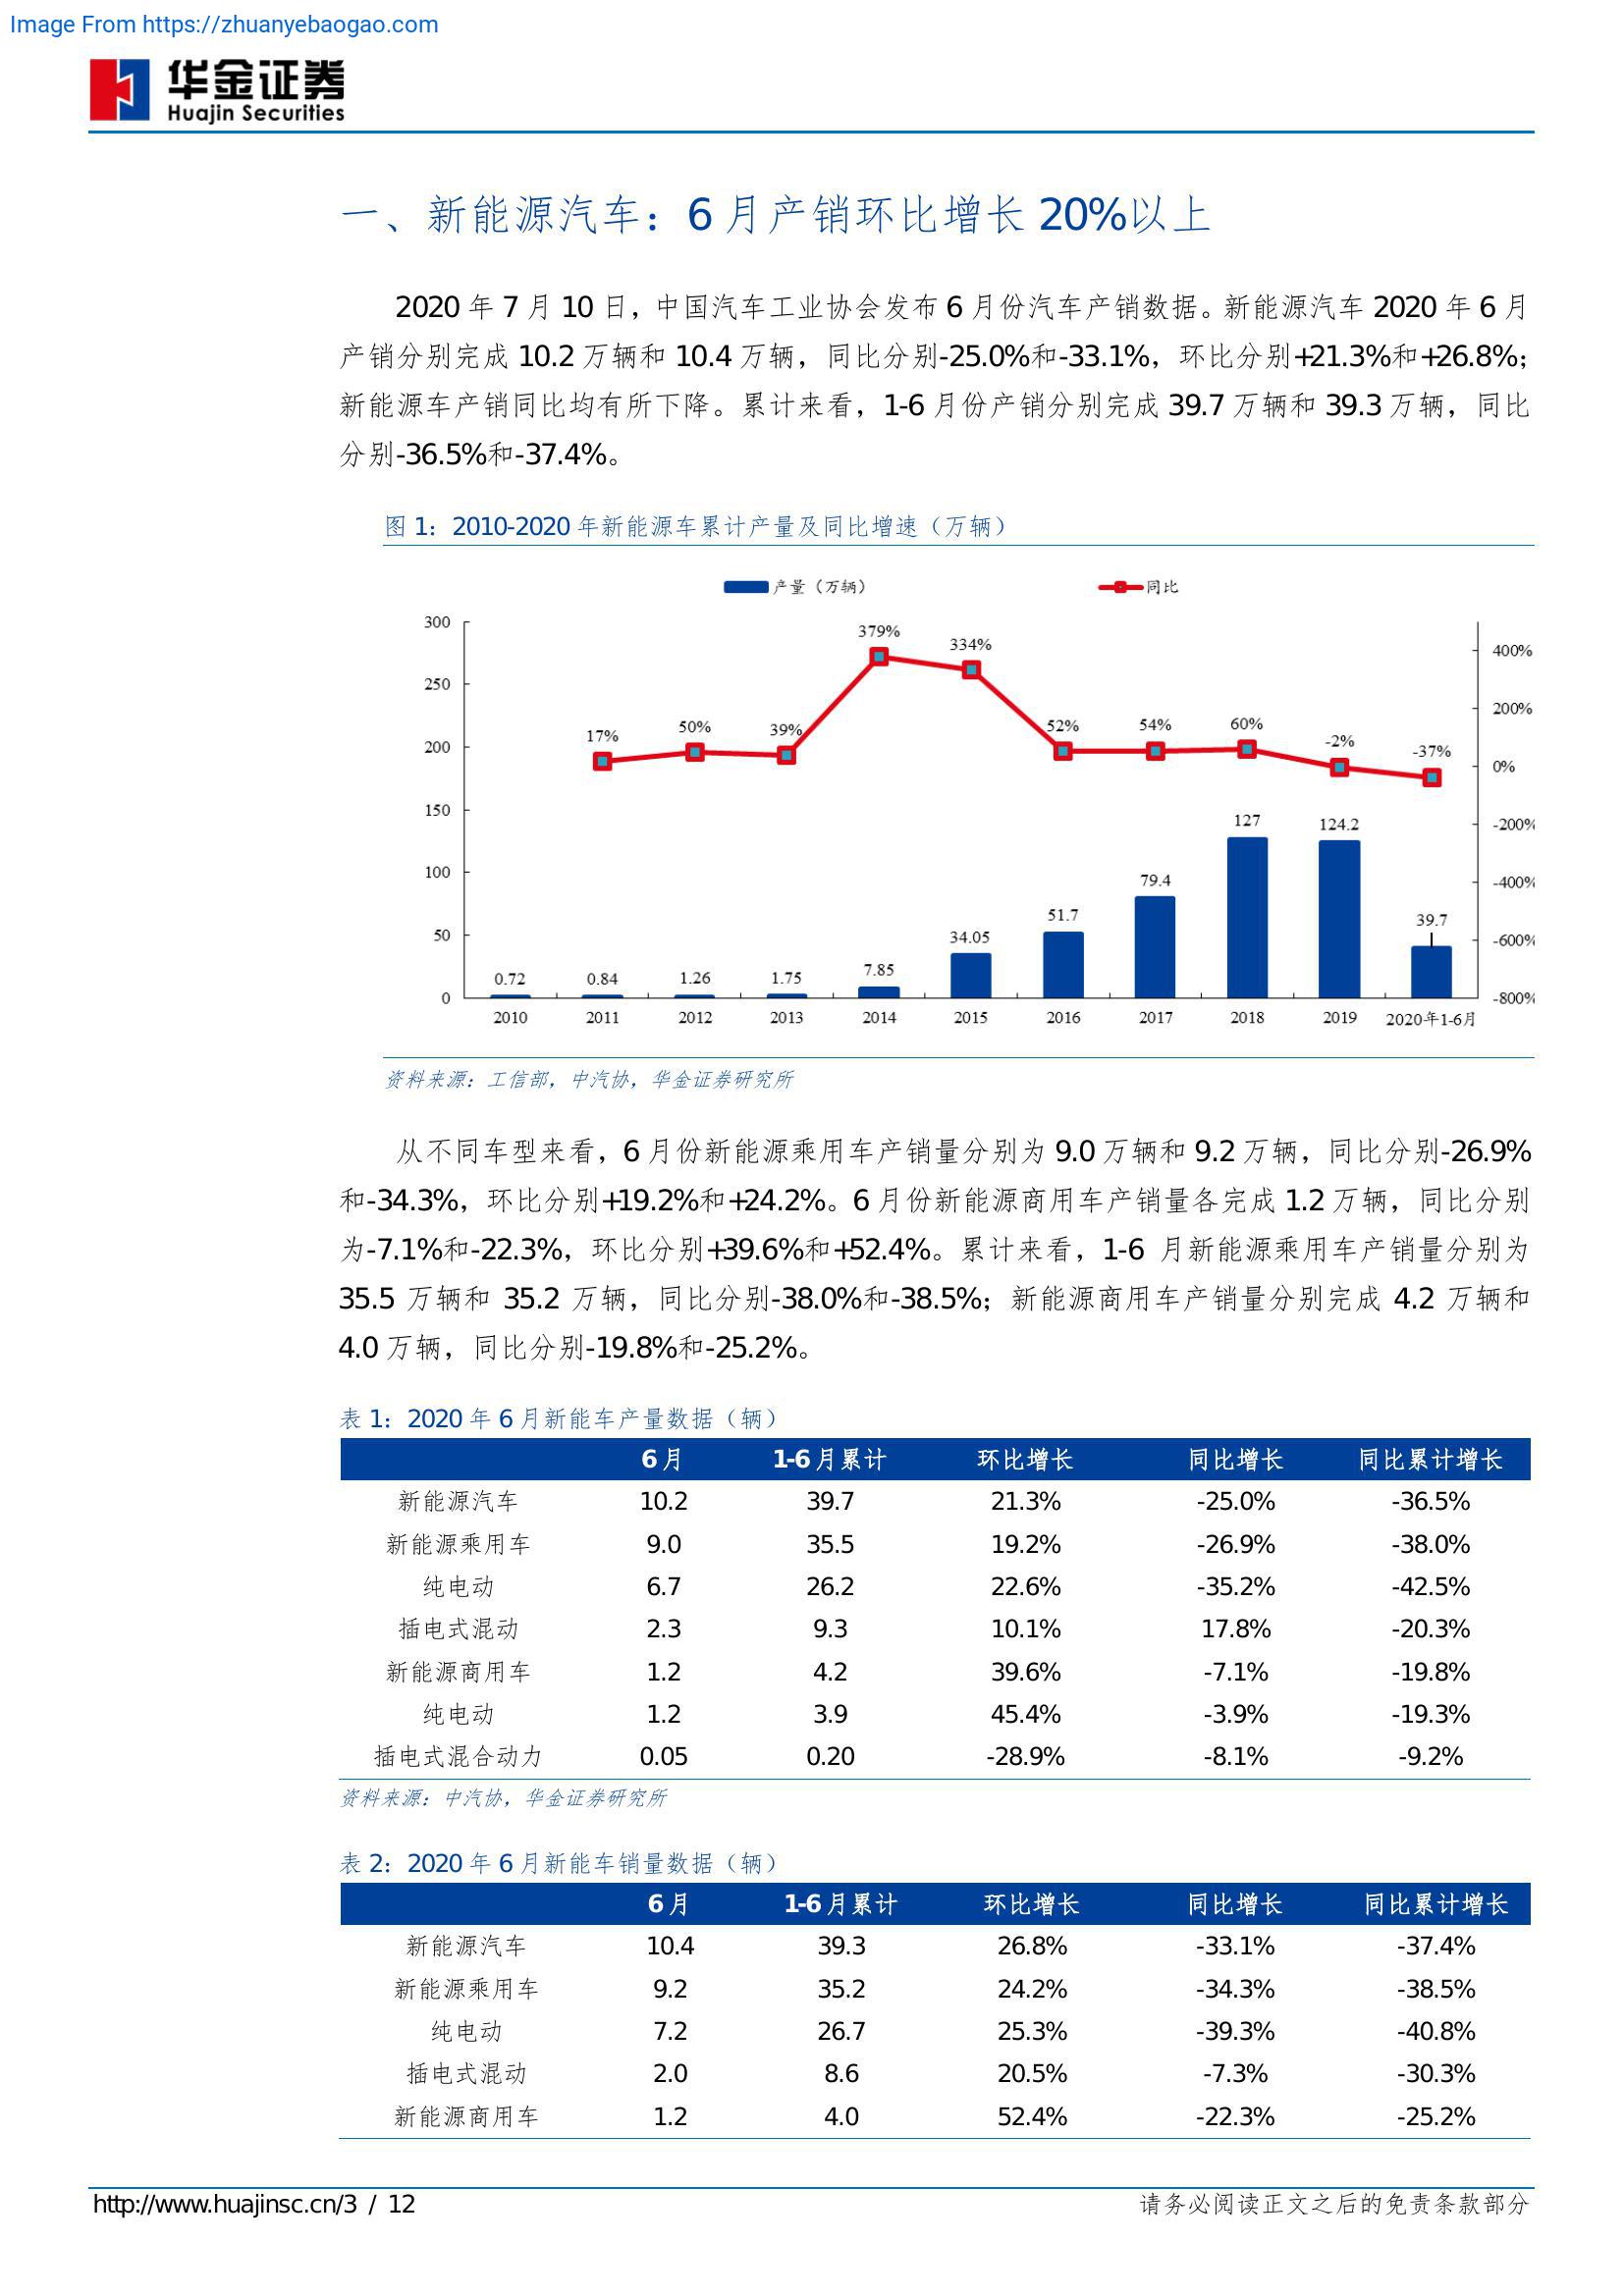 Image From https://zhuanyebaogao.com
华金证券
Huajin Securities
一、新能源汽车：6 月产销环比增长 20%以上
2020 年 7 月 10 日，中国汽车工业协会发布 6 月份汽车产销数据。新能源汽车 2020 年 6 月
产销分别完成 10.2 万辆和 10.4 万辆，同比分别-25.0%和-33.1%，环比分别+21.3%和+26.8%；
新能源车产销同比均有所下降。累计来看，1-6 月份产销分别完成 39.7 万辆和 39.3 万辆，同比
分别-36.5%和-37.4%。
图 1：2010-2020 年新能源车累计产量及同比增速（万辆）
产量（万辆） 同比
300
250
200
150
100
50
0
400%
200%
0%
-200%
-400%
-600%
-800%
17% 50% 39% 379% 334% 52% 54% 60% -2% -37%
0.72 0.84 1.26 1.75 7.85 34.05 51.7 79.4 127 124.2 39.7
2010 2011 2012 2013 2014 2015 2016 2017 2018 2019 2020年1-6月
资料来源：工信部，中汽协，华金证券研究所
从不同车型来看，6 月份新能源乘用车产销量分别为 9.0 万辆和 9.2 万辆，同比分别-26.9%
和-34.3%，环比分别+19.2%和+24.2%。6 月份新能源商用车产销量各完成 1.2 万辆，同比分别
为-7.1%和-22.3%，环比分别+39.6%和+52.4%。累计来看，1-6 月新能源乘用车产销量分别为
35.5 万辆和 35.2 万辆，同比分别-38.0%和-38.5%；新能源商用车产销量分别完成 4.2 万辆和
4.0 万辆，同比分别-19.8%和-25.2%。
表 1：2020 年 6 月新能车产量数据（辆）
6 月 1-6 月累计 环比增长 同比增长 同比累计增长
新能源汽车 10.2 39.7 21.3% -25.0% -36.5%
新能源乘用车 9.0 35.5 19.2% -26.9% -38.0%
纯电动 6.7 26.2 22.6% -35.2% -42.5%
插电式混动 2.3 9.3 10.1% 17.8% -20.3%
新能源商用车 1.2 4.2 39.6% -7.1% -19.8%
纯电动 1.2 3.9 45.4% -3.9% -19.3%
插电式混合动力 0.05 0.20 -28.9% -8.1% -9.2%
资料来源：中汽协，华金证券研究所
表 2：2020 年 6 月新能车销量数据（辆）
6 月 1-6 月累计 环比增长 同比增长 同比累计增长
新能源汽车 10.4 39.3 26.8% -33.1% -37.4%
新能源乘用车 9.2 35.2 24.2% -34.3% -38.5%
纯电动 7.2 26.7 25.3% -39.3% -40.8%
插电式混动 2.0 8.6 20.5% -7.3% -30.3%
新能源商用车 1.2 4.0 52.4% -22.3% -25.2%
http://www.huajinsc.cn/3 / 12
请务必阅读正文之后的免责条款部分